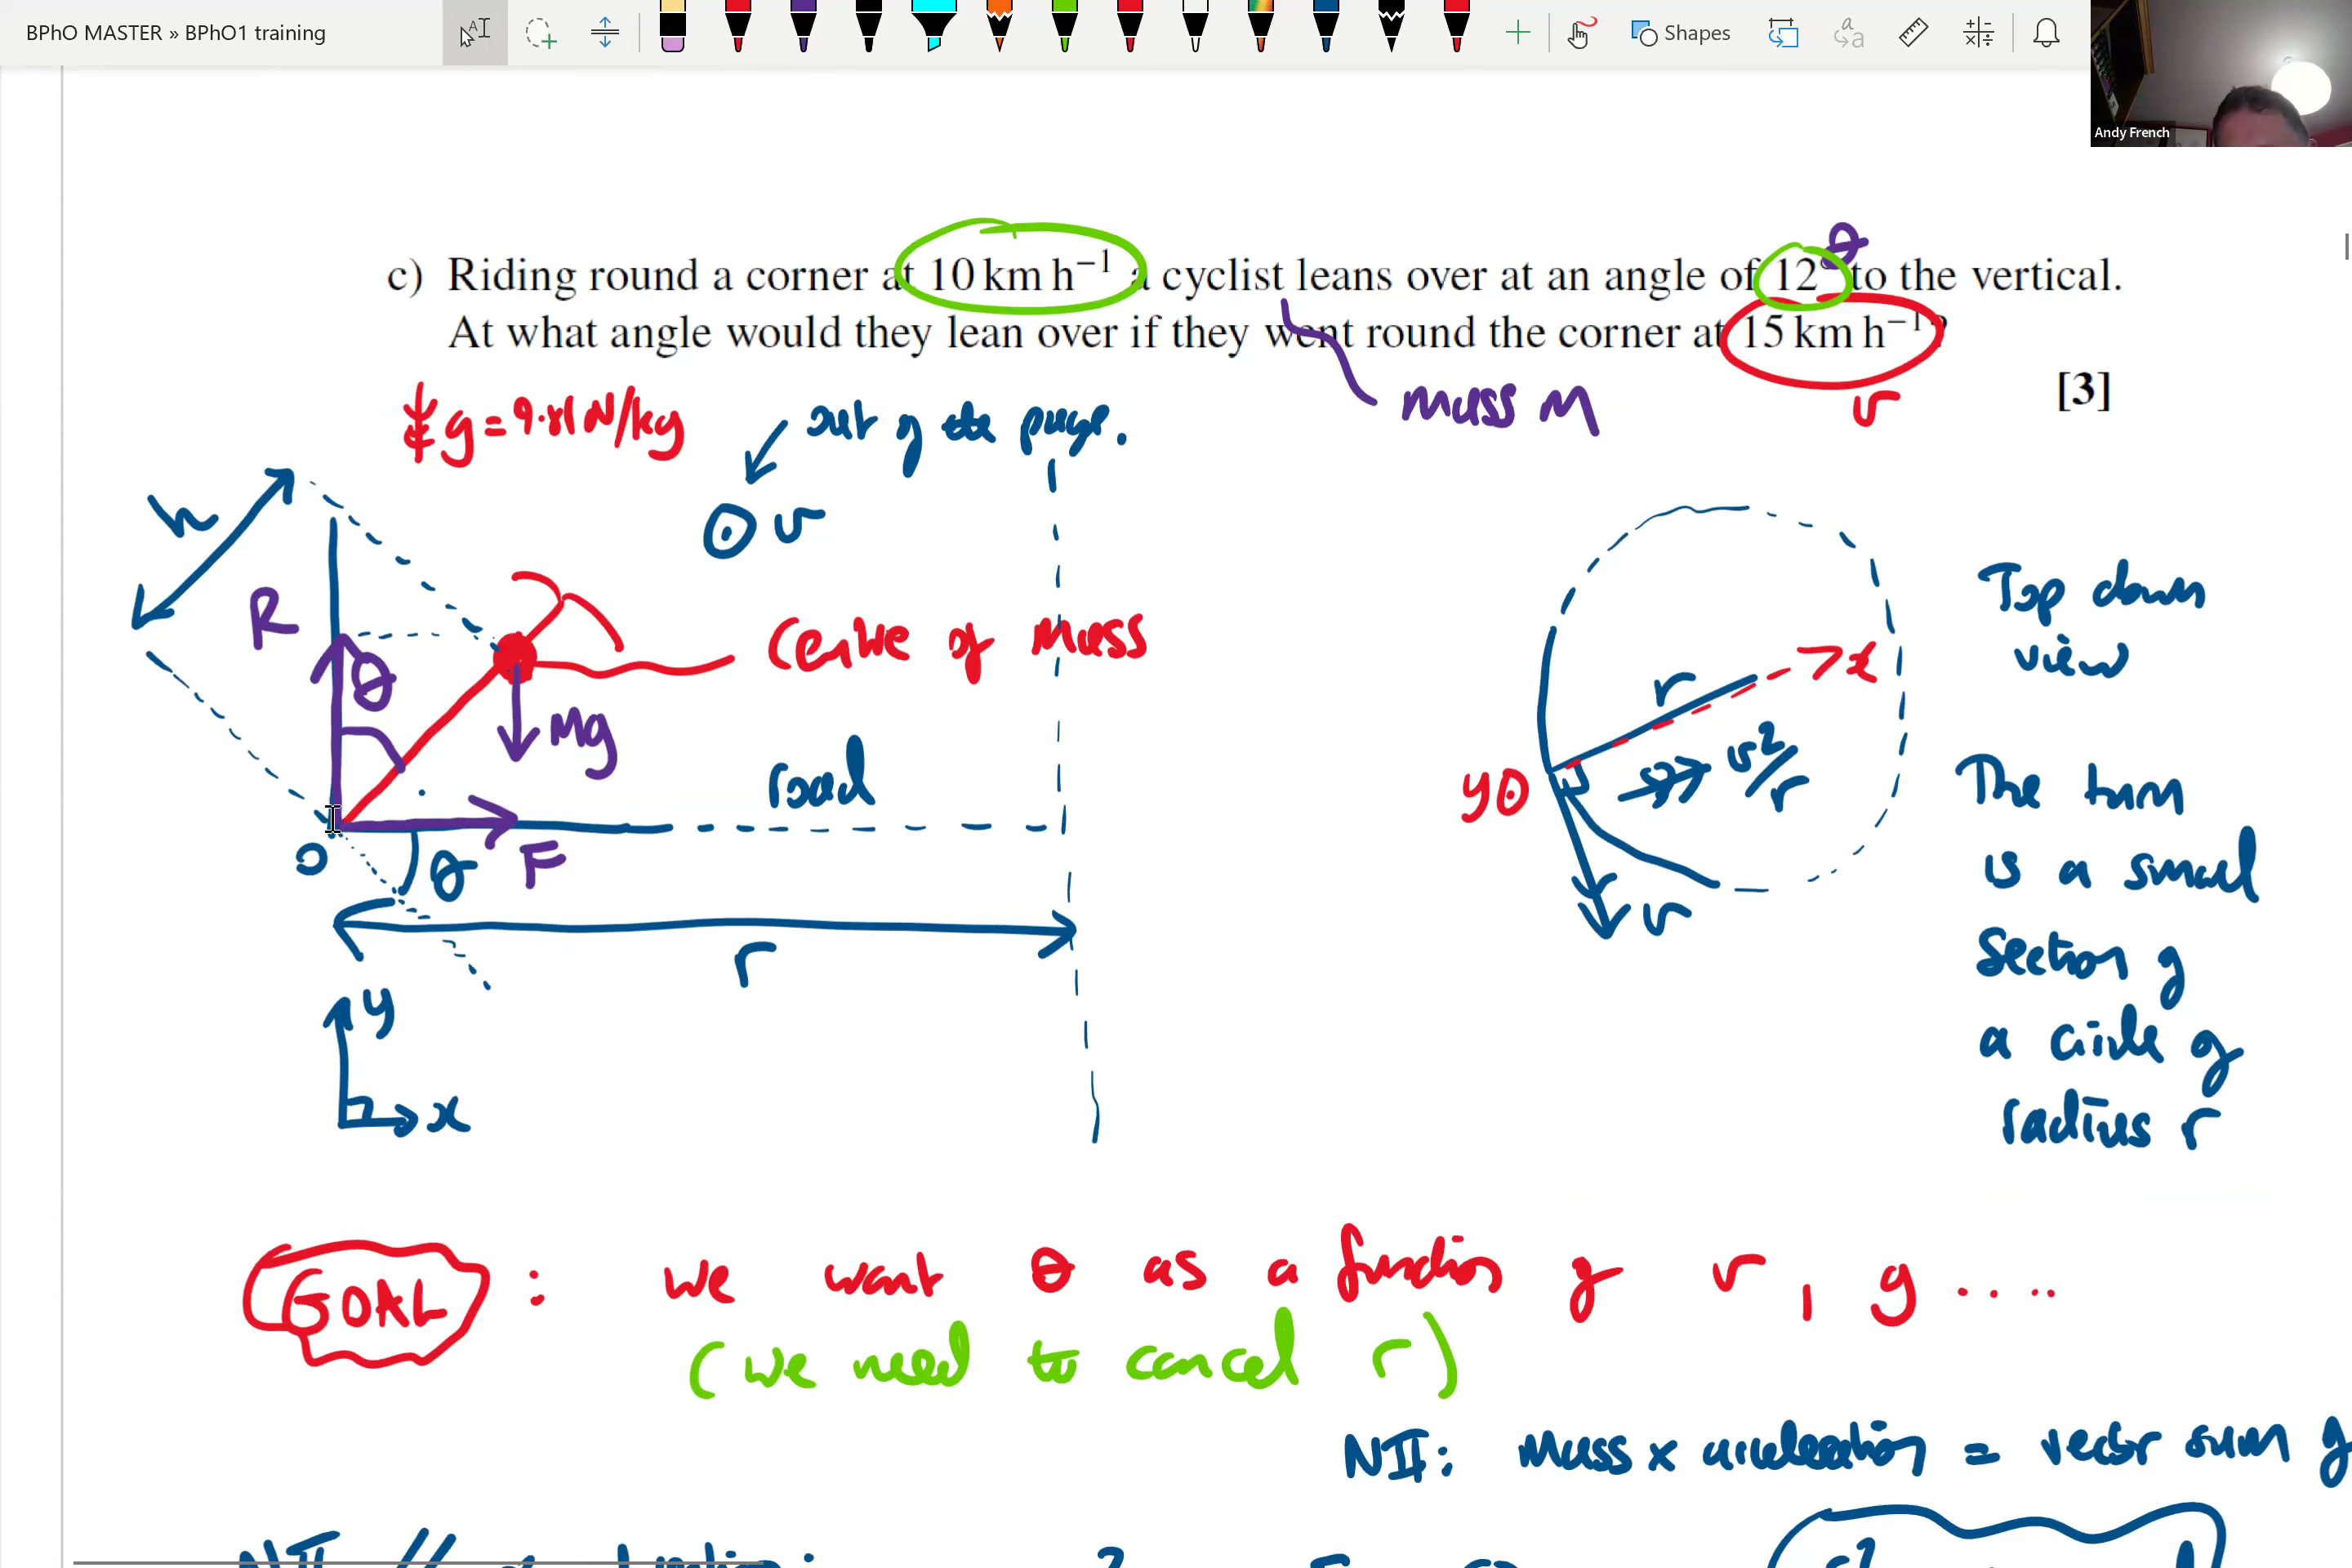 BPhO MASTER » BPhO1 training
Shapes
Andy French
c) Riding round a corner at 10 km h⁻¹ a cyclist leans over at an angle of 12° to the vertical.
θ
At what angle would they lean over if they went round the corner at 15 km h⁻¹?
[3]
g = 9.81 N/kg
out of the page.
mass M
v
h
v
R
θ
Centre of Mass
Mg
road
O
F
θ
r
y
x
Top down
view
r
x
v²/r
y
v
The turn
is a small
section of
a circle of
radius r
GOAL : we want θ as a function of v, g ....
(we need to cancel r)
NII: Mass x acceleration = vector sum of
NII // x